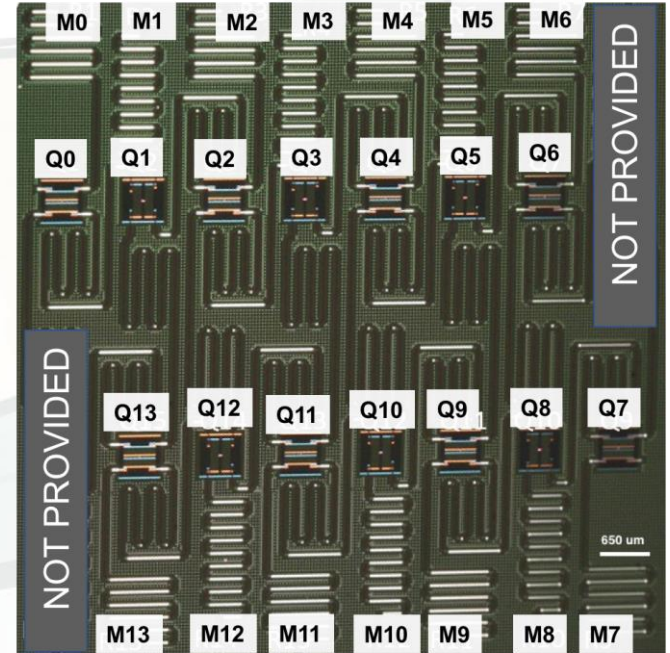 M0 M1 M2 M3 M4 M5 M6
NOT PROVIDED
Q0 Q1 Q2 Q3 Q4 Q5 Q6
NOT PROVIDED
Q13 Q12 Q11 Q10 Q9 Q8 Q7
650 um
M13 M12 M11 M10 M9 M8 M7